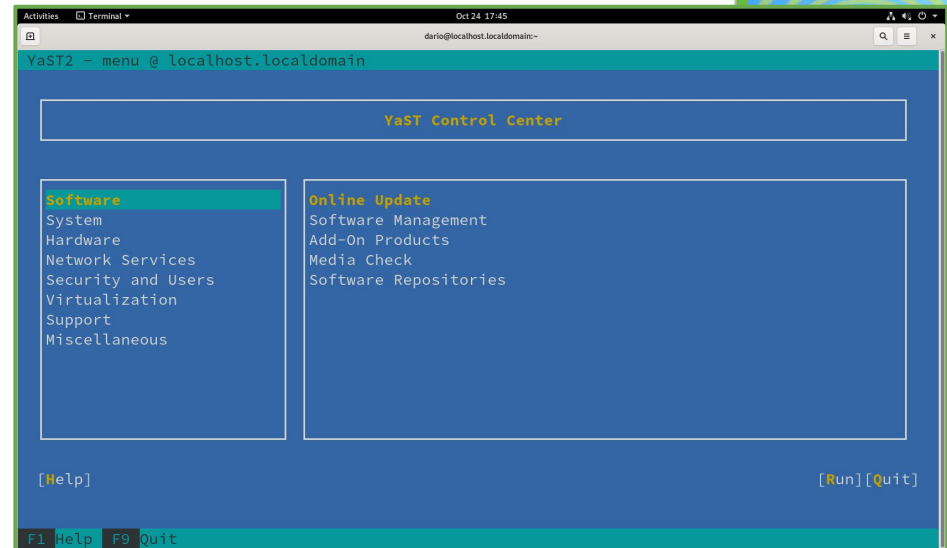 Activities Terminal Oct 24 17:45
dario@localhost.localdomain:~
YaST2 - menu @ localhost.localdomain
YaST Control Center
Software
System
Hardware
Network Services
Security and Users
Virtualization
Support
Miscellaneous
Online Update
Software Management
Add-On Products
Media Check
Software Repositories
[Help] [Run][Quit]
F1 Help F9 Quit